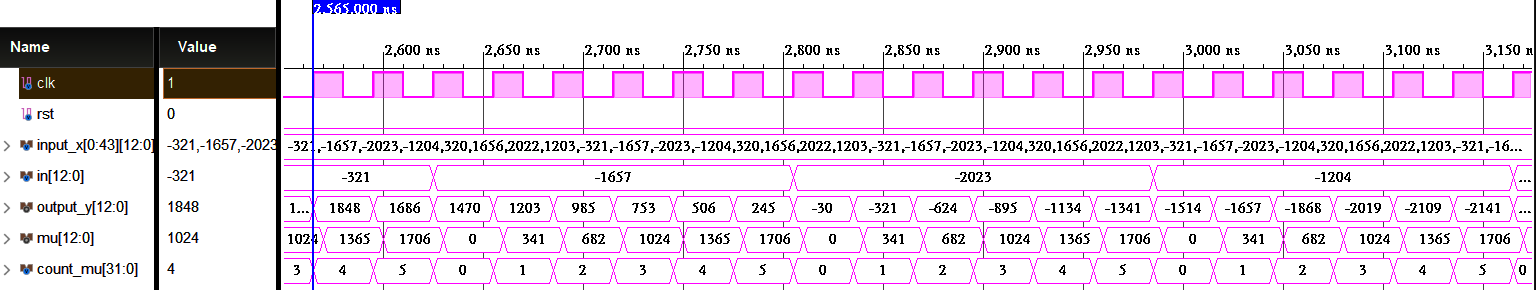 2,565.000 ns
Name Value 2,600 ns 2,650 ns 2,700 ns 2,750 ns 2,800 ns 2,850 ns 2,900 ns 2,950 ns 3,000 ns 3,050 ns 3,100 ns 3,150 n
clk 1
rst 0
input_x[0:43][12:0] -321,-1657,-2023 -321,-1657,-2023,-1204,320,1656,2022,1203,-321,-1657,-2023,-1204,320,1656,2022,1203,-321,-1657,-2023,-1204,320,1656,2022,1203,-321,-1657,-2023,-1204,320,1656,2022,1203,-321,-16...
in[12:0] -321 -321 -1657 -2023 -1204 ...
output_y[12:0] 1848 1... 1848 1686 1470 1203 985 753 506 245 -30 -321 -624 -895 -1134 -1341 -1514 -1657 -1868 -2019 -2109 -2141 ...
mu[12:0] 1024 1024 1365 1706 0 341 682 1024 1365 1706 0 341 682 1024 1365 1706 0 341 682 1024 1365 1706
count_mu[31:0] 4 3 4 5 0 1 2 3 4 5 0 1 2 3 4 5 0 1 2 3 4 5 0